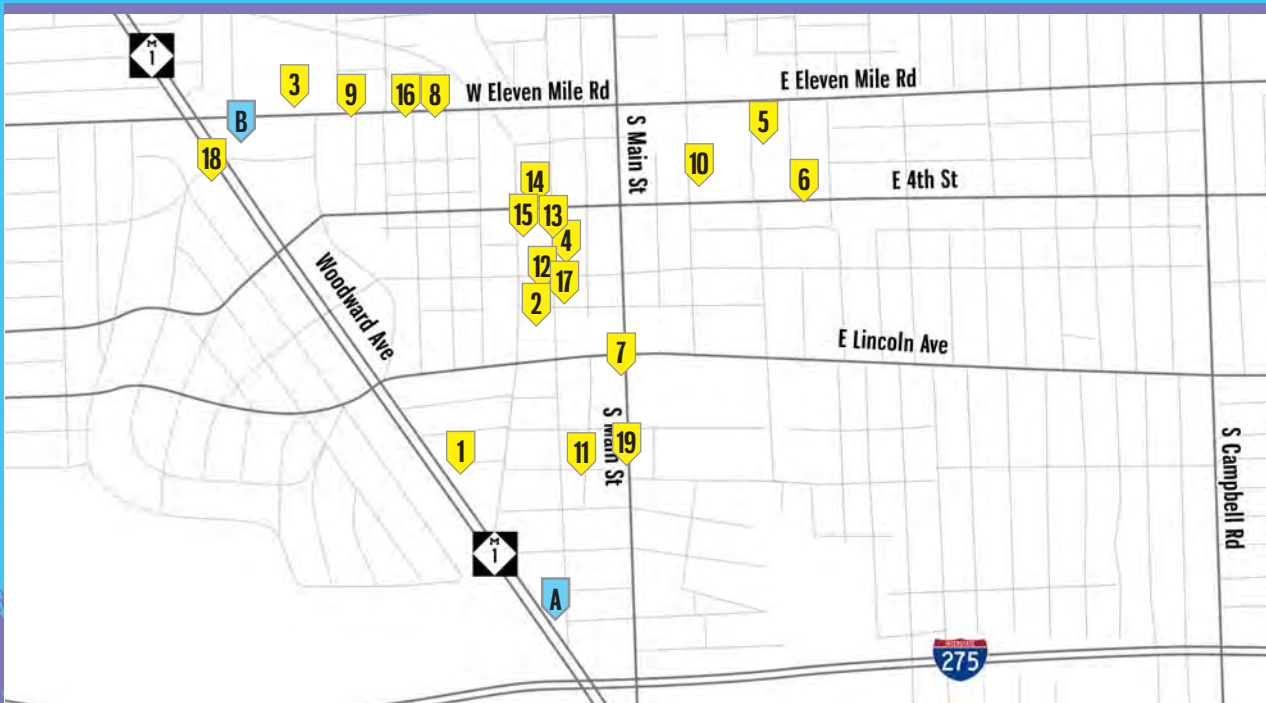 M
1
3
9
16
8
W Eleven Mile Rd
E Eleven Mile Rd
B
5
18
S Main St
10
14
6
E 4th St
15
13
4
12
17
2
Woodward Ave
7
E Lincoln Ave
1
11
S Main St
19
S Campbell Rd
M
1
A
INTERSTATE
275